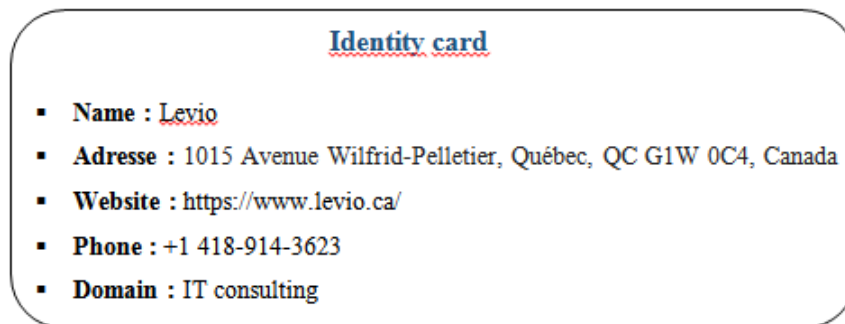 Identity card
▪ Name : Levio
▪ Adresse : 1015 Avenue Wilfrid-Pelletier, Québec, QC G1W 0C4, Canada
▪ Website : https://www.levio.ca/
▪ Phone : +1 418-914-3623
▪ Domain : IT consulting